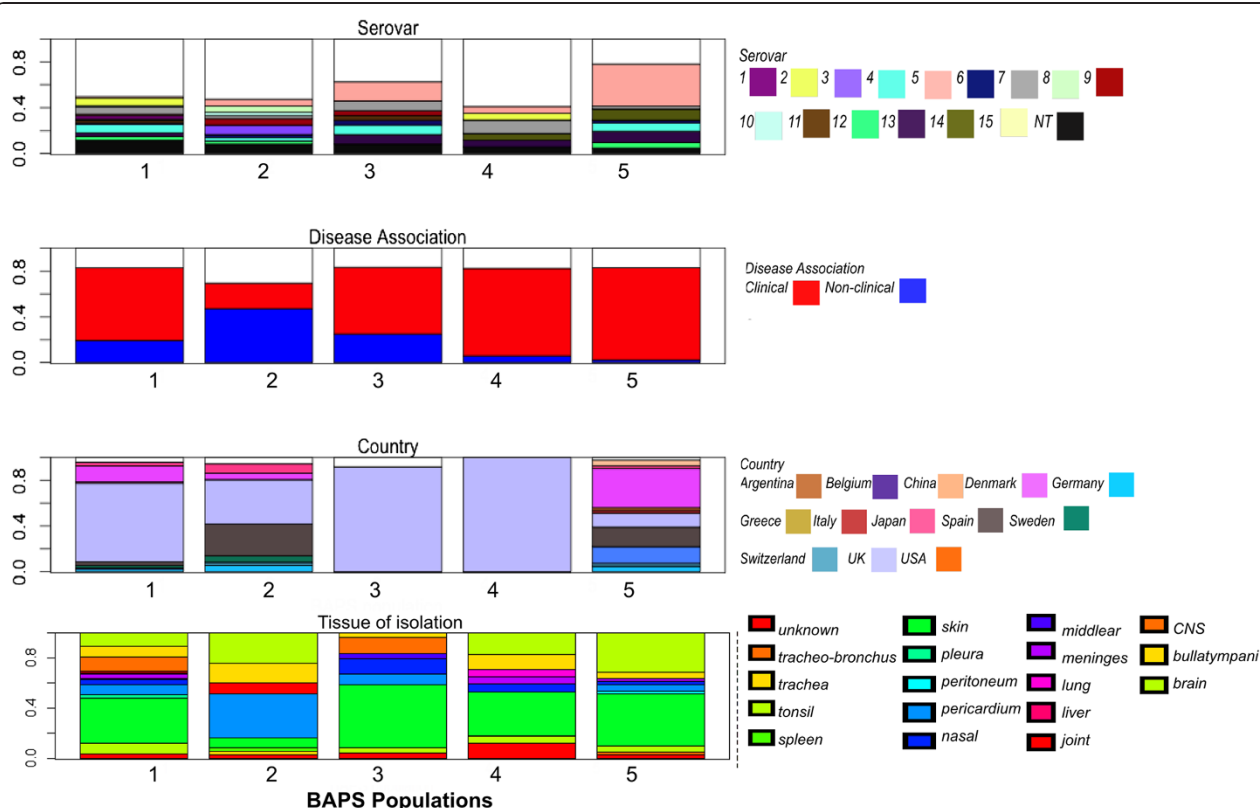 Serovar
0.0 0.4 0.8
1 2 3 4 5
Serovar
1 2 3 4 5 6 7 8 9
10 11 12 13 14 15 NT
Disease Association
0.0 0.4 0.8
1 2 3 4 5
Disease Association
Clinical Non-clinical
Country
0.0 0.4 0.8
1 2 3 4 5
Country
Argentina Belgium China Denmark Germany
Greece Italy Japan Spain Sweden
Switzerland UK USA
Tissue of isolation
0.0 0.4 0.8
1 2 3 4 5
BAPS Populations
unknown skin middlear CNS
tracheo-bronchus pleura meninges bullatympani
trachea peritoneum lung brain
tonsil pericardium liver
spleen nasal joint